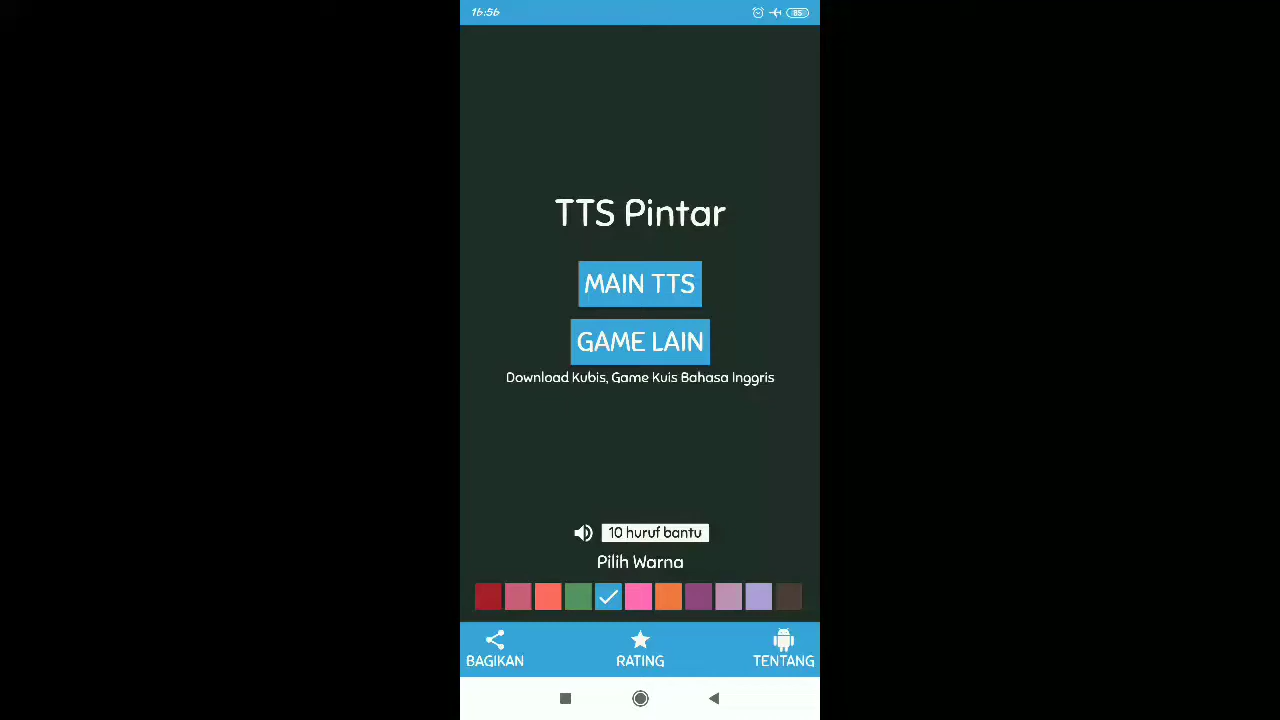 16:56
85
TTS Pintar
MAIN TTS
GAME LAIN
Download Kubis, Game Kuis Bahasa Inggris
10 huruf bantu
Pilih Warna
BAGIKAN RATING TENTANG